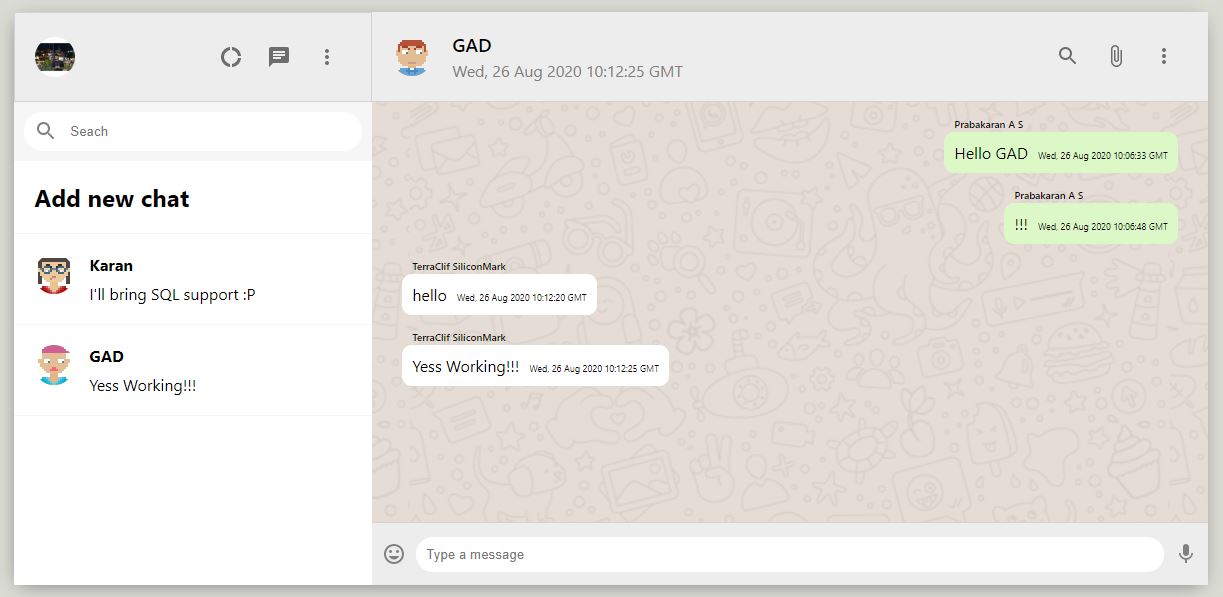 Seach
Add new chat
Karan
I'll bring SQL support :P
GAD
Yess Working!!!
GAD
Wed, 26 Aug 2020 10:12:25 GMT
Prabakaran A S
Hello GAD Wed, 26 Aug 2020 10:06:33 GMT
Prabakaran A S
!!! Wed, 26 Aug 2020 10:06:48 GMT
TerraClif SiliconMark
hello Wed, 26 Aug 2020 10:12:20 GMT
TerraClif SiliconMark
Yess Working!!! Wed, 26 Aug 2020 10:12:25 GMT
Type a message